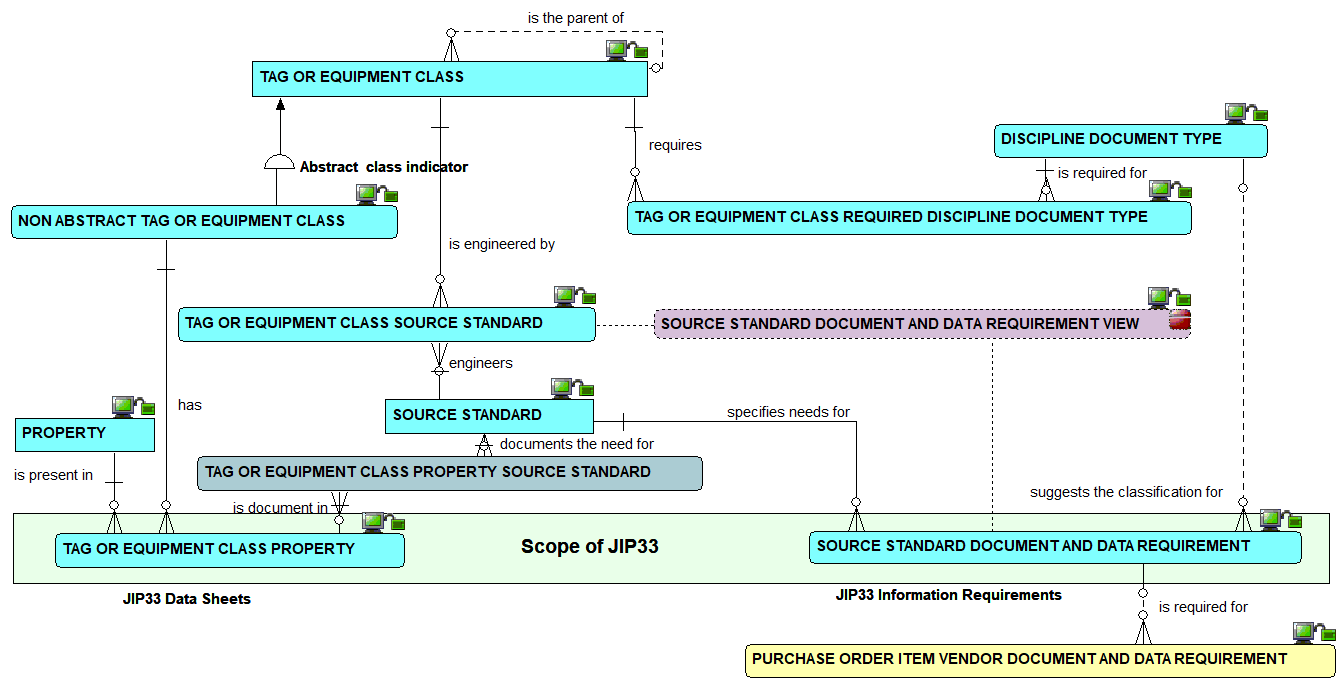 is the parent of
TAG OR EQUIPMENT CLASS
DISCIPLINE DOCUMENT TYPE
requires
Abstract class indicator
is required for
NON ABSTRACT TAG OR EQUIPMENT CLASS
TAG OR EQUIPMENT CLASS REQUIRED DISCIPLINE DOCUMENT TYPE
is engineered by
TAG OR EQUIPMENT CLASS SOURCE STANDARD
SOURCE STANDARD DOCUMENT AND DATA REQUIREMENT VIEW
engineers
has
SOURCE STANDARD
specifies needs for
PROPERTY
documents the need for
is present in
TAG OR EQUIPMENT CLASS PROPERTY SOURCE STANDARD
suggests the classification for
is document in
TAG OR EQUIPMENT CLASS PROPERTY
Scope of JIP33
SOURCE STANDARD DOCUMENT AND DATA REQUIREMENT
JIP33 Data Sheets
JIP33 Information Requirements
is required for
PURCHASE ORDER ITEM VENDOR DOCUMENT AND DATA REQUIREMENT